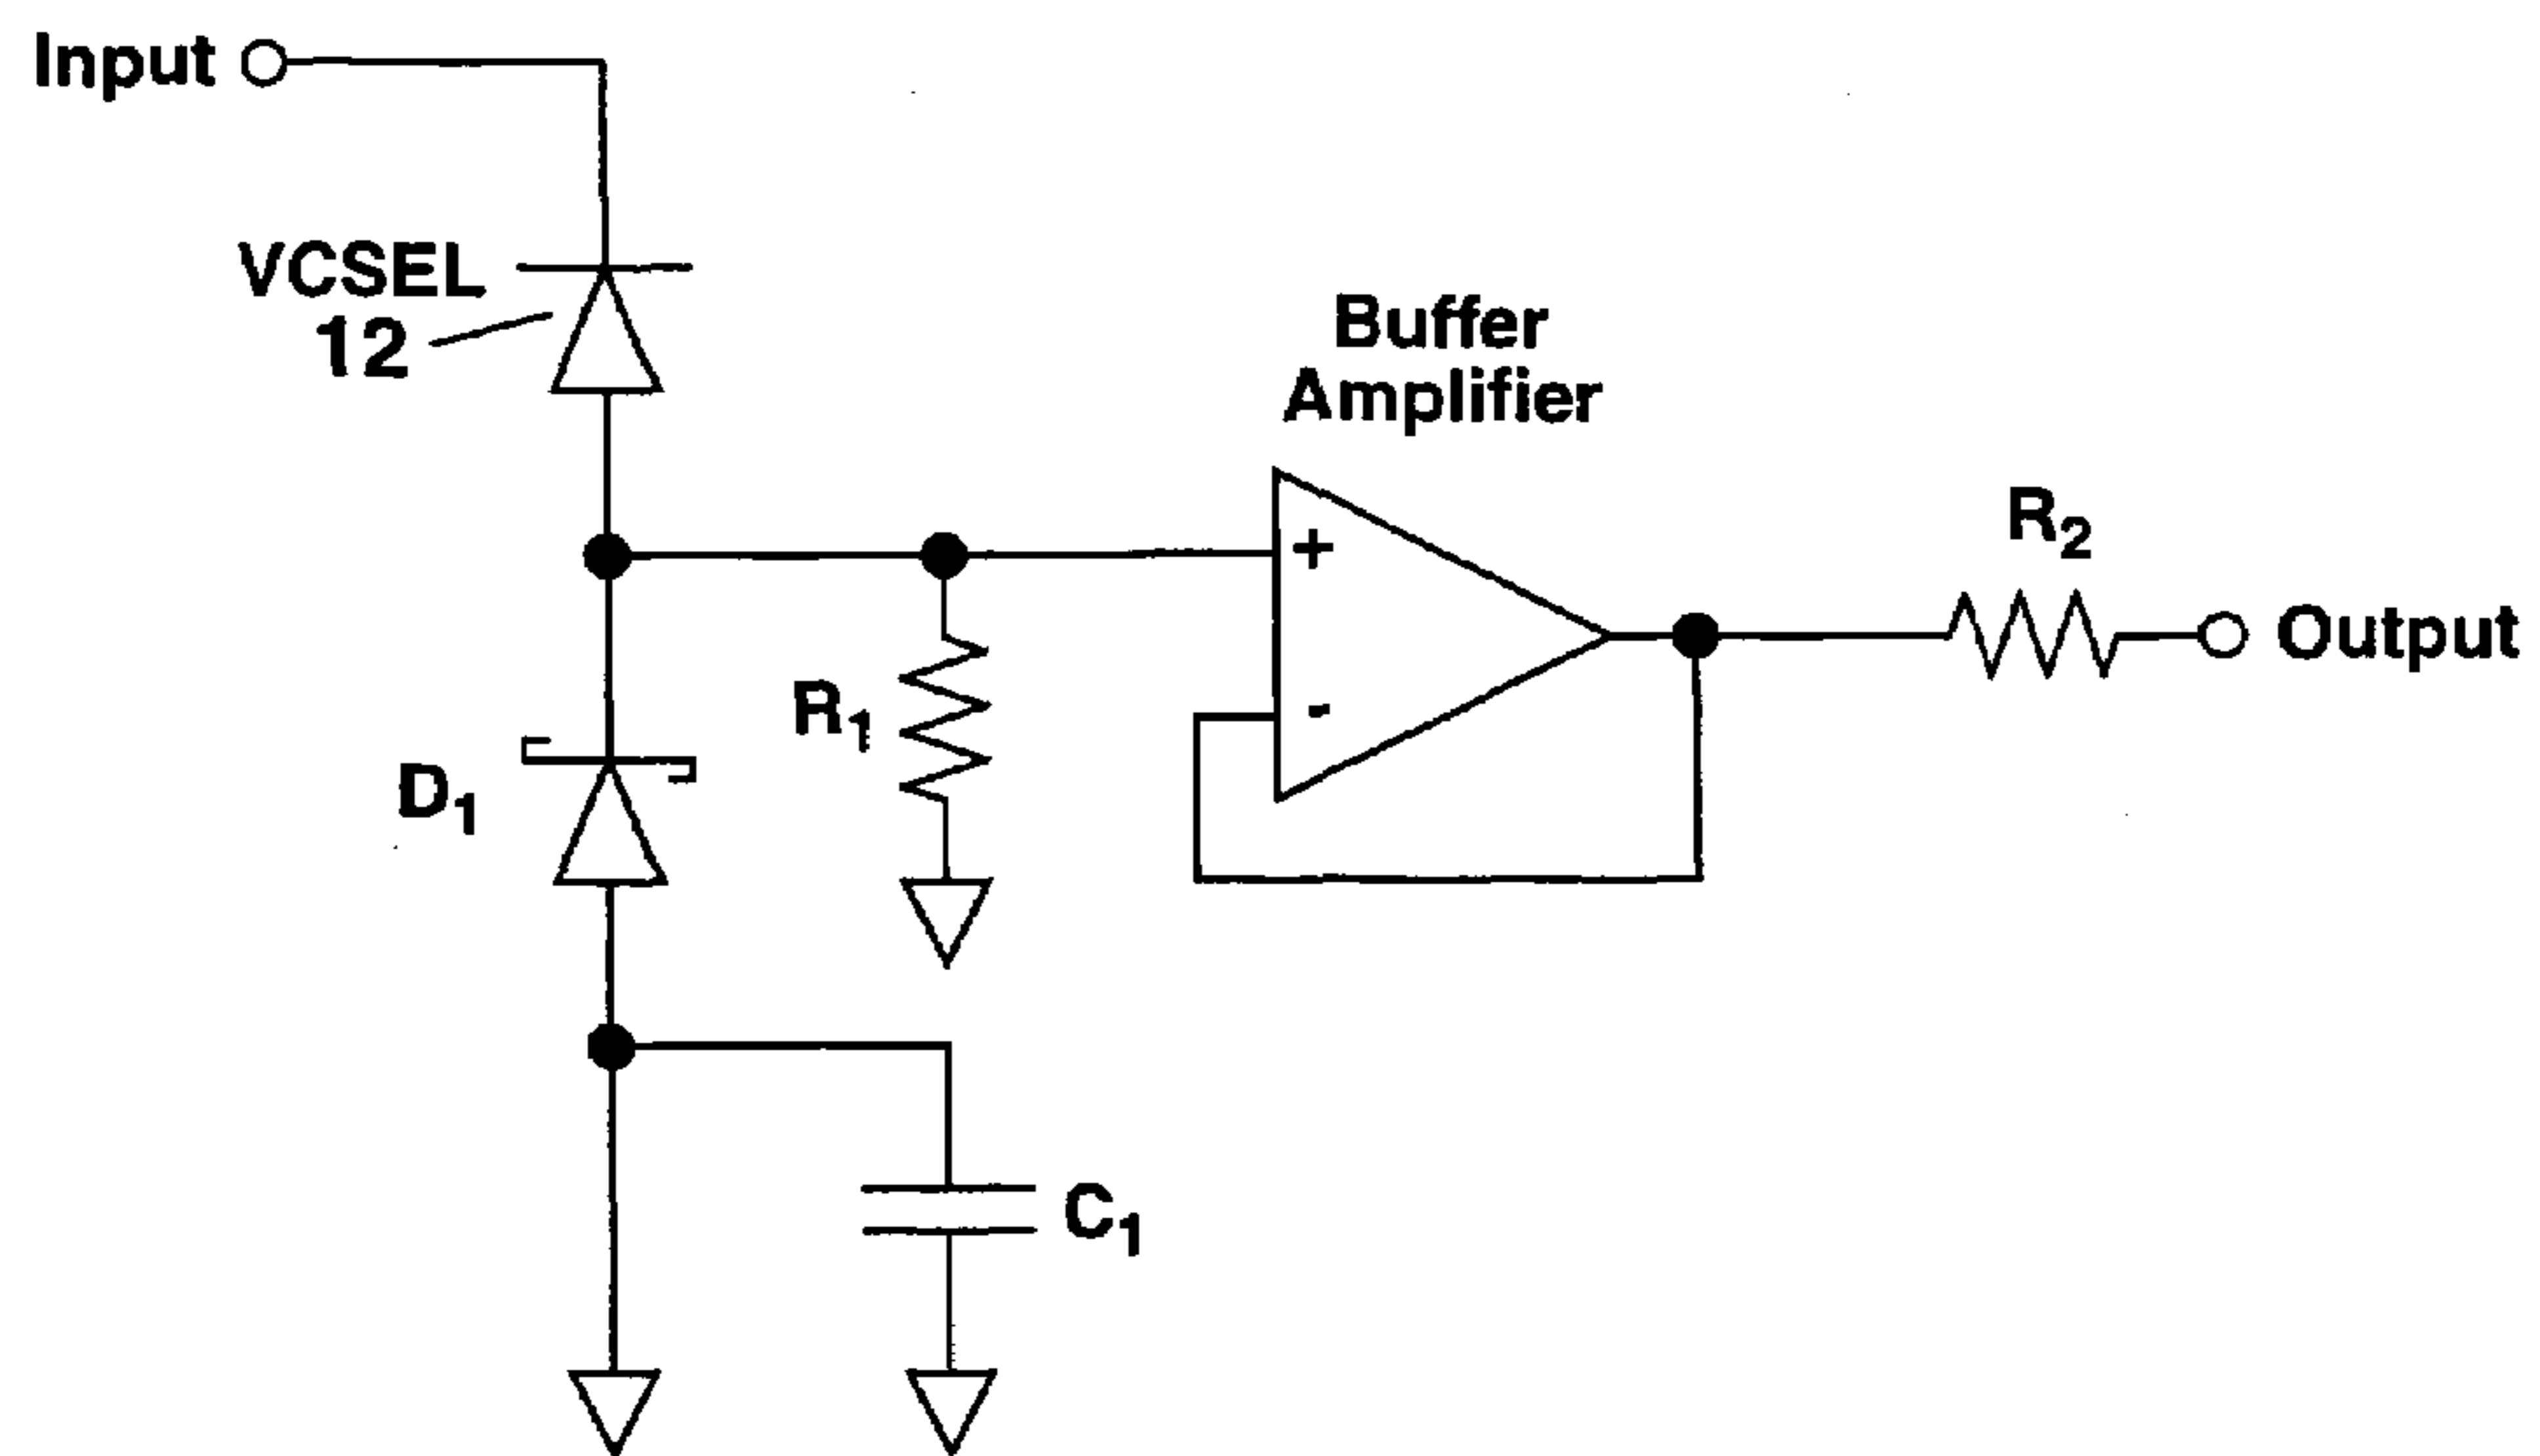 Input
VCSEL
12
Buffer
Amplifier
+
-
R2
Output
R1
D1
C1